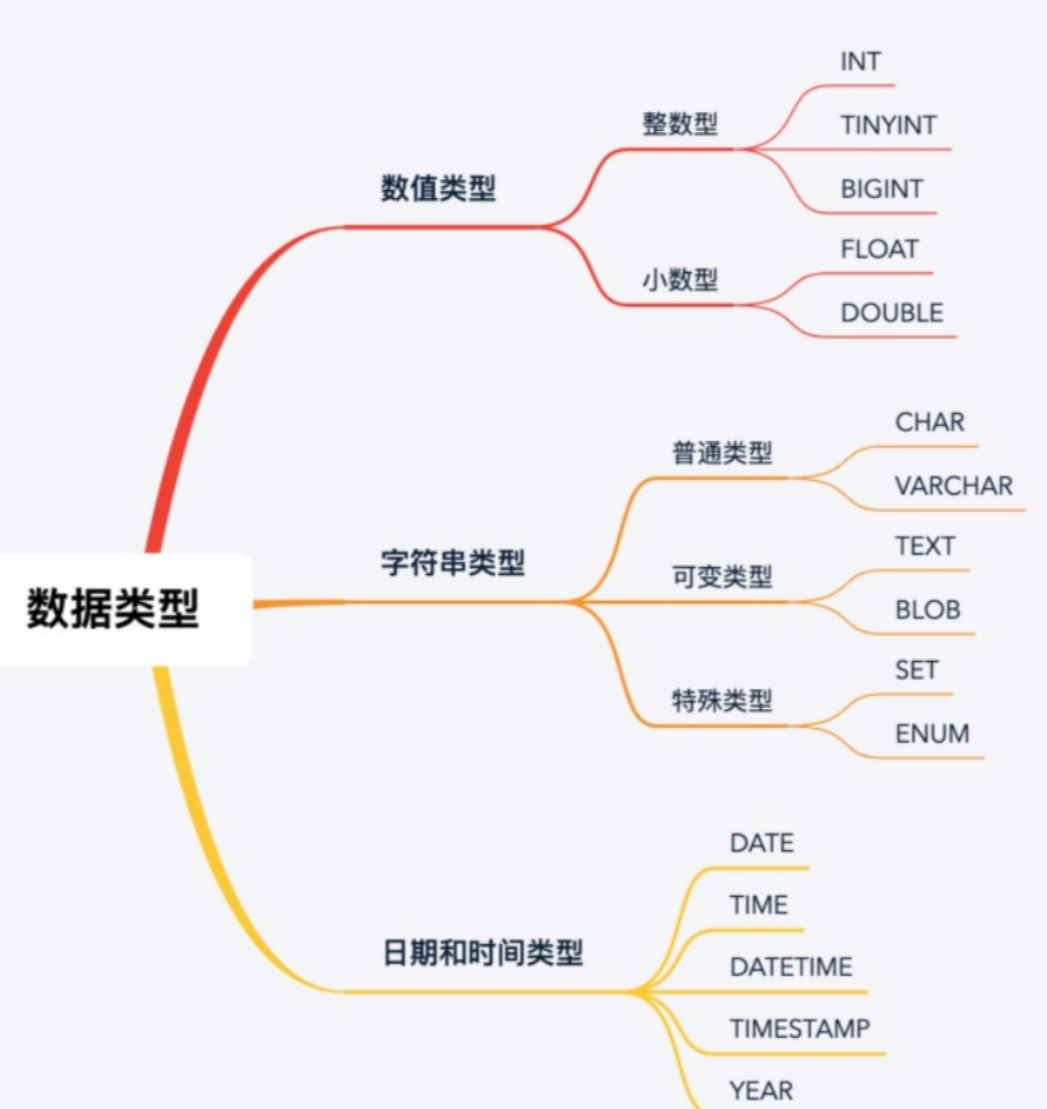 数据类型
数值类型
整数型
INT
TINYINT
BIGINT
小数型
FLOAT
DOUBLE
字符串类型
普通类型
CHAR
VARCHAR
可变类型
TEXT
BLOB
特殊类型
SET
ENUM
日期和时间类型
DATE
TIME
DATETIME
TIMESTAMP
YEAR